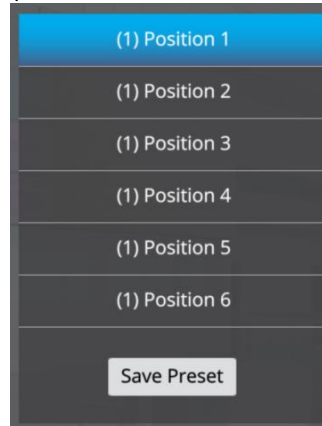 (1) Position 1
(1) Position 2
(1) Position 3
(1) Position 4
(1) Position 5
(1) Position 6
Save Preset